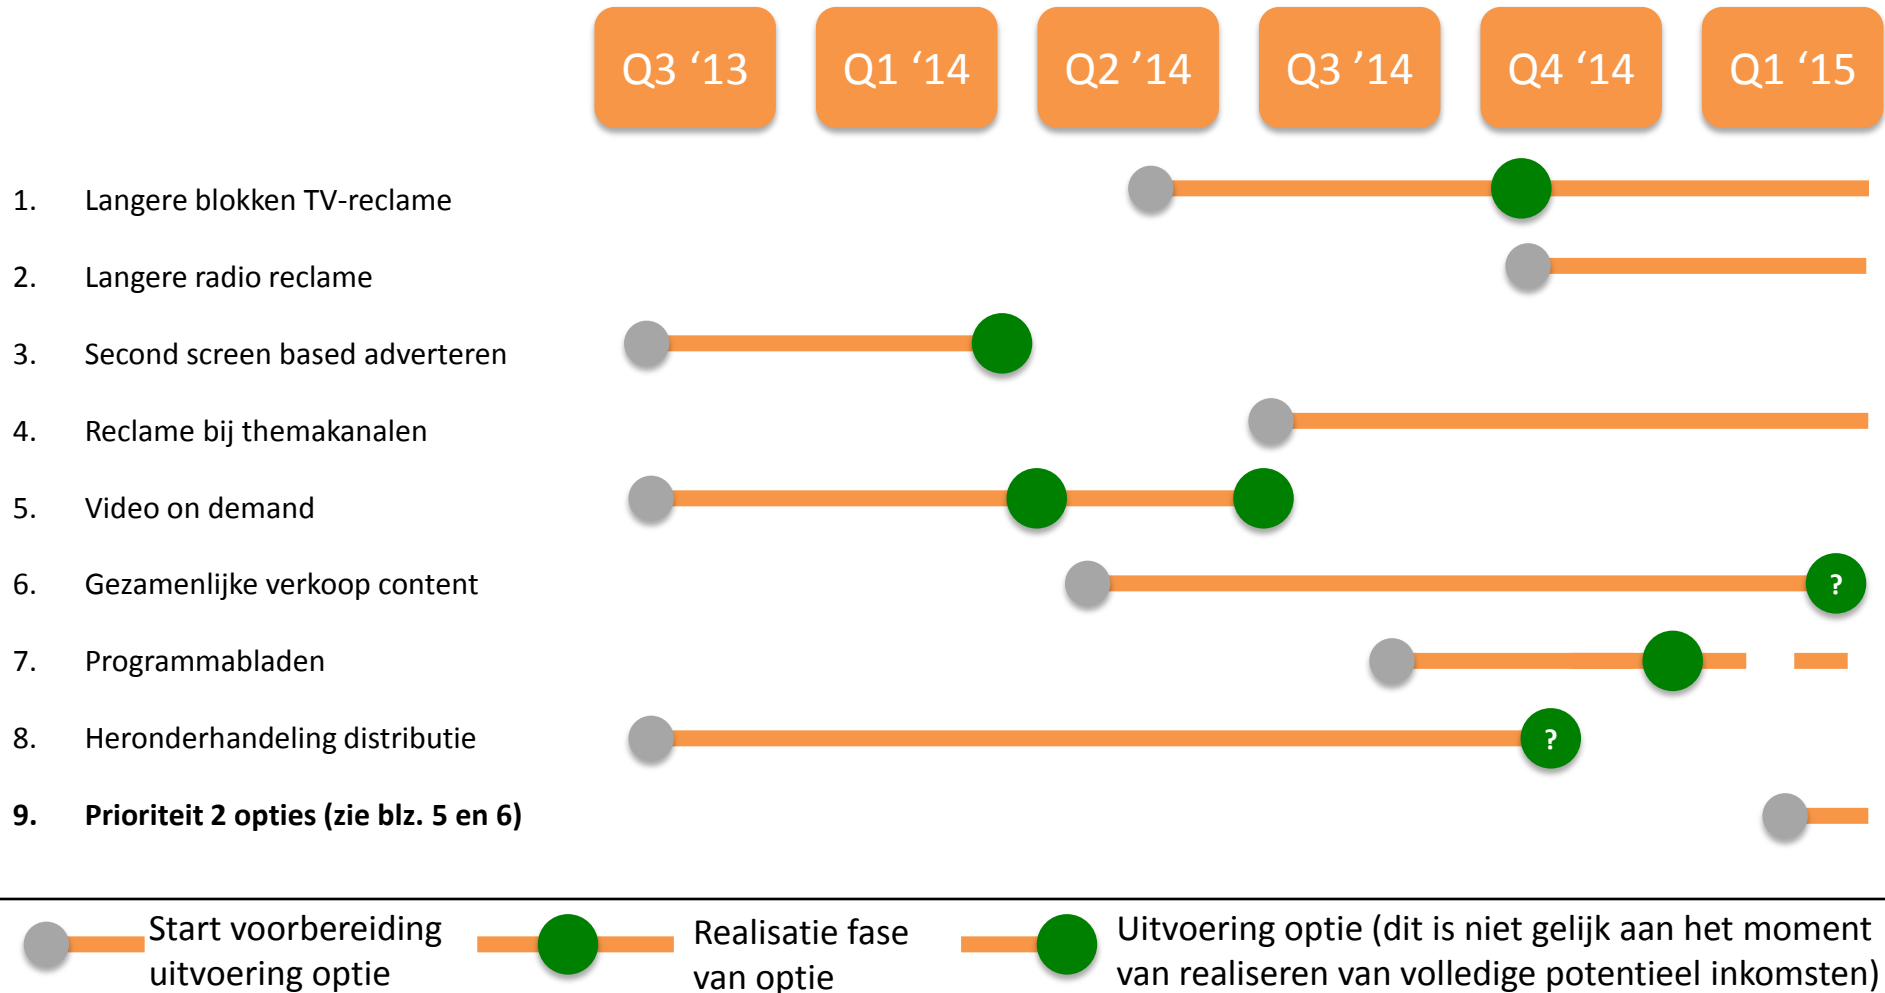 Q3 ‘13 Q1 ‘14 Q2 ’14 Q3 ’14 Q4 ‘14 Q1 ‘15
1. Langere blokken TV-reclame
2. Langere radio reclame
3. Second screen based adverteren
4. Reclame bij themakanalen
5. Video on demand
6. Gezamenlijke verkoop content ?
7. Programmabladen
8. Heronderhandeling distributie ?
9. Prioriteit 2 opties (zie blz. 5 en 6)
Start voorbereiding
uitvoering optie
Realisatie fase
van optie
Uitvoering optie (dit is niet gelijk aan het moment
van realiseren van volledige potentieel inkomsten)